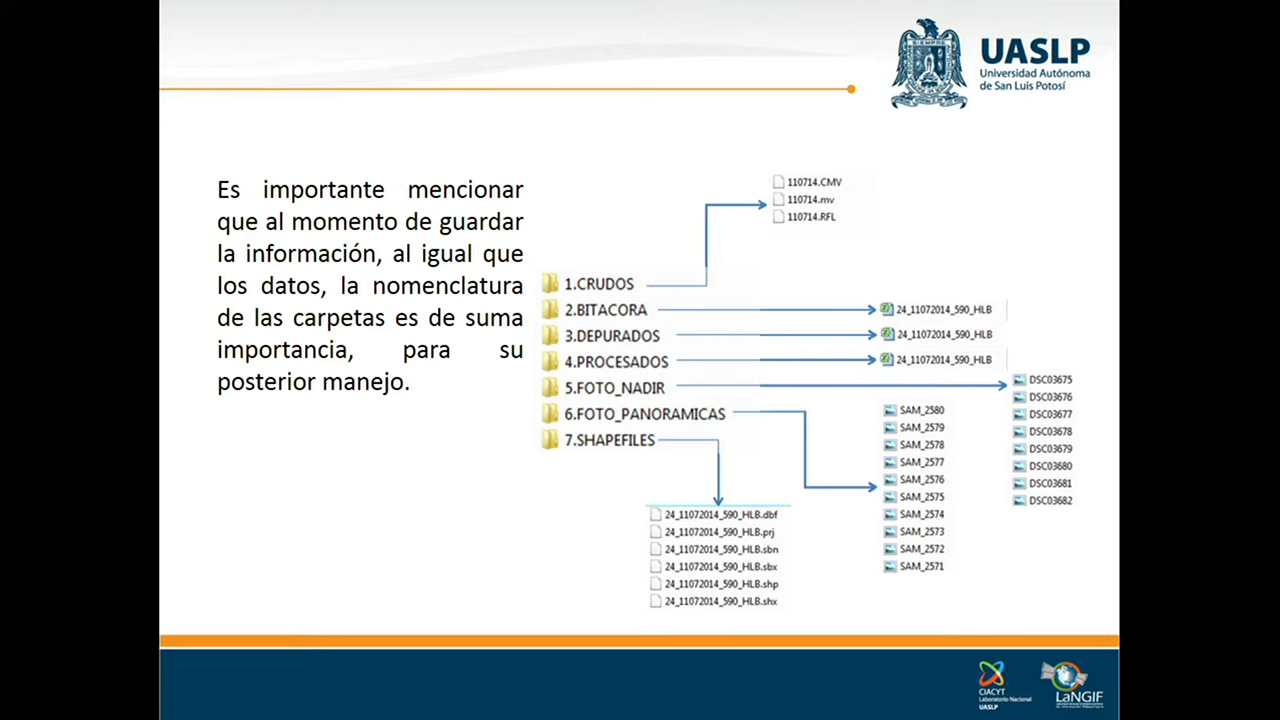 SIEMPRE
UASLP
Universidad Autónoma
de San Luis Potosí
Es importante mencionar
que al momento de guardar
la información, al igual que
los datos, la nomenclatura
de las carpetas es de suma
importancia, para su
posterior manejo.
110714.CMV
110714.mv
110714.RFL
1.CRUDOS
2.BITACORA
3.DEPURADOS
4.PROCESADOS
5.FOTO_NADIR
6.FOTO_PANORAMICAS
7.SHAPEFILES
24_11072014_590_HLB
24_11072014_590_HLB
24_11072014_590_HLB
DSC03675
DSC03676
DSC03677
DSC03678
DSC03679
DSC03680
DSC03681
DSC03682
SAM_2580
SAM_2579
SAM_2578
SAM_2577
SAM_2576
SAM_2575
SAM_2574
SAM_2573
SAM_2572
SAM_2571
24_11072014_590_HLB.dbf
24_11072014_590_HLB.prj
24_11072014_590_HLB.sbn
24_11072014_590_HLB.sbx
24_11072014_590_HLB.shp
24_11072014_590_HLB.shx
CIACYT
Laboratorio Nacional
UASLP
LaNGIF